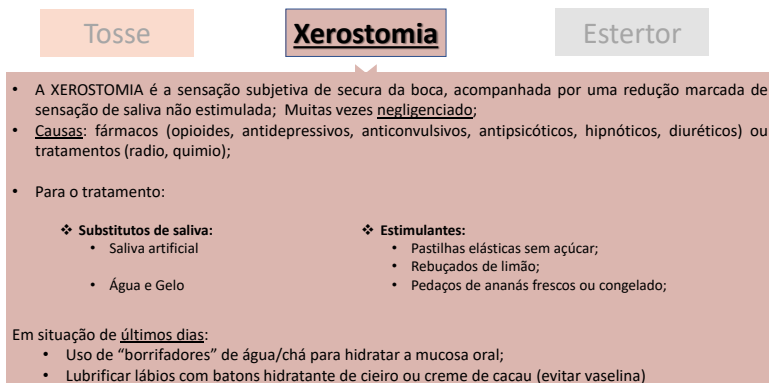 Tosse
Xerostomia
Estertor
• A XEROSTOMIA é a sensação subjetiva de secura da boca, acompanhada por uma redução marcada de
sensação de saliva não estimulada; Muitas vezes negligenciado;
• Causas: fármacos (opioides, antidepressivos, anticonvulsivos, antipsicóticos, hipnóticos, diuréticos) ou
tratamentos (radio, quimio);
• Para o tratamento:
❖ Substitutos de saliva:
• Saliva artificial
• Água e Gelo
❖ Estimulantes:
• Pastilhas elásticas sem açúcar;
• Rebuçados de limão;
• Pedaços de ananás frescos ou congelado;
Em situação de últimos dias:
• Uso de “borrifadores” de água/chá para hidratar a mucosa oral;
• Lubrificar lábios com batons hidratante de cieiro ou creme de cacau (evitar vaselina)